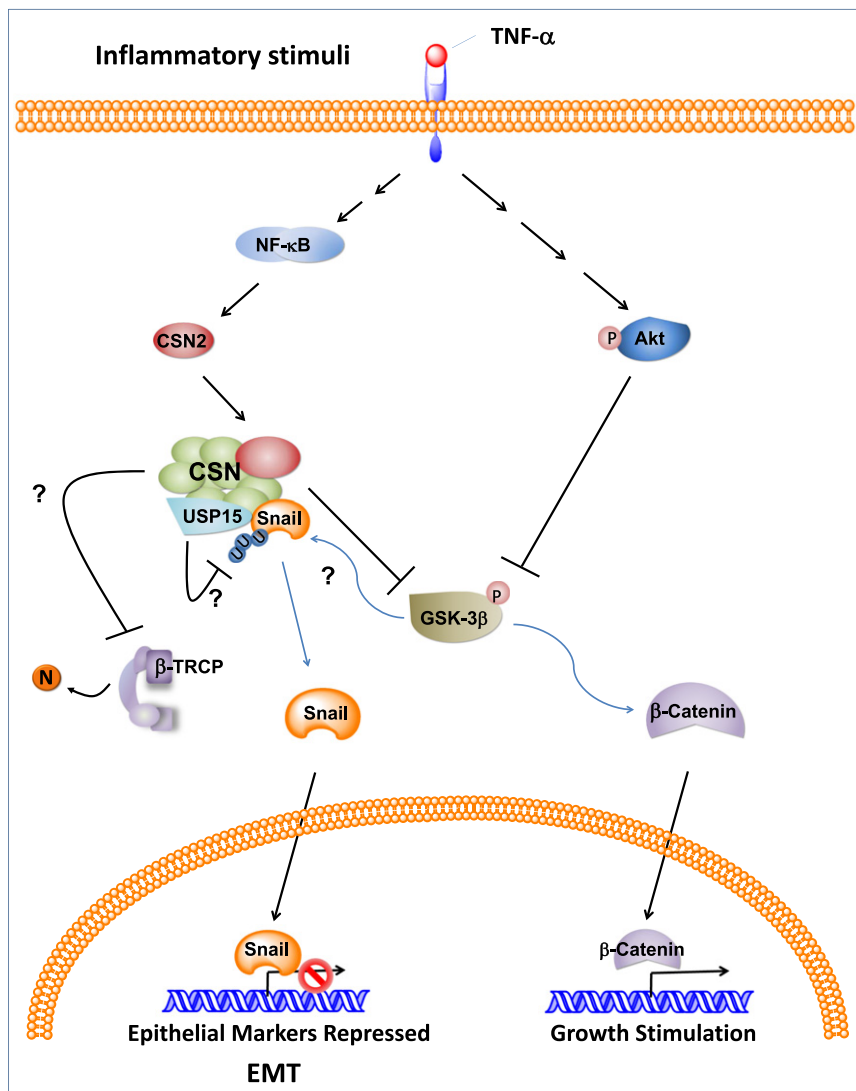 TNF-α
Inflammatory stimuli
NF-κB
CSN2
P
Akt
CSN
?
USP15
Snail
U
U
U
?
?
P
GSK-3β
β-TRCP
N
Snail
β-Catenin
Snail
β-Catenin
Epithelial Markers Repressed
Growth Stimulation
EMT